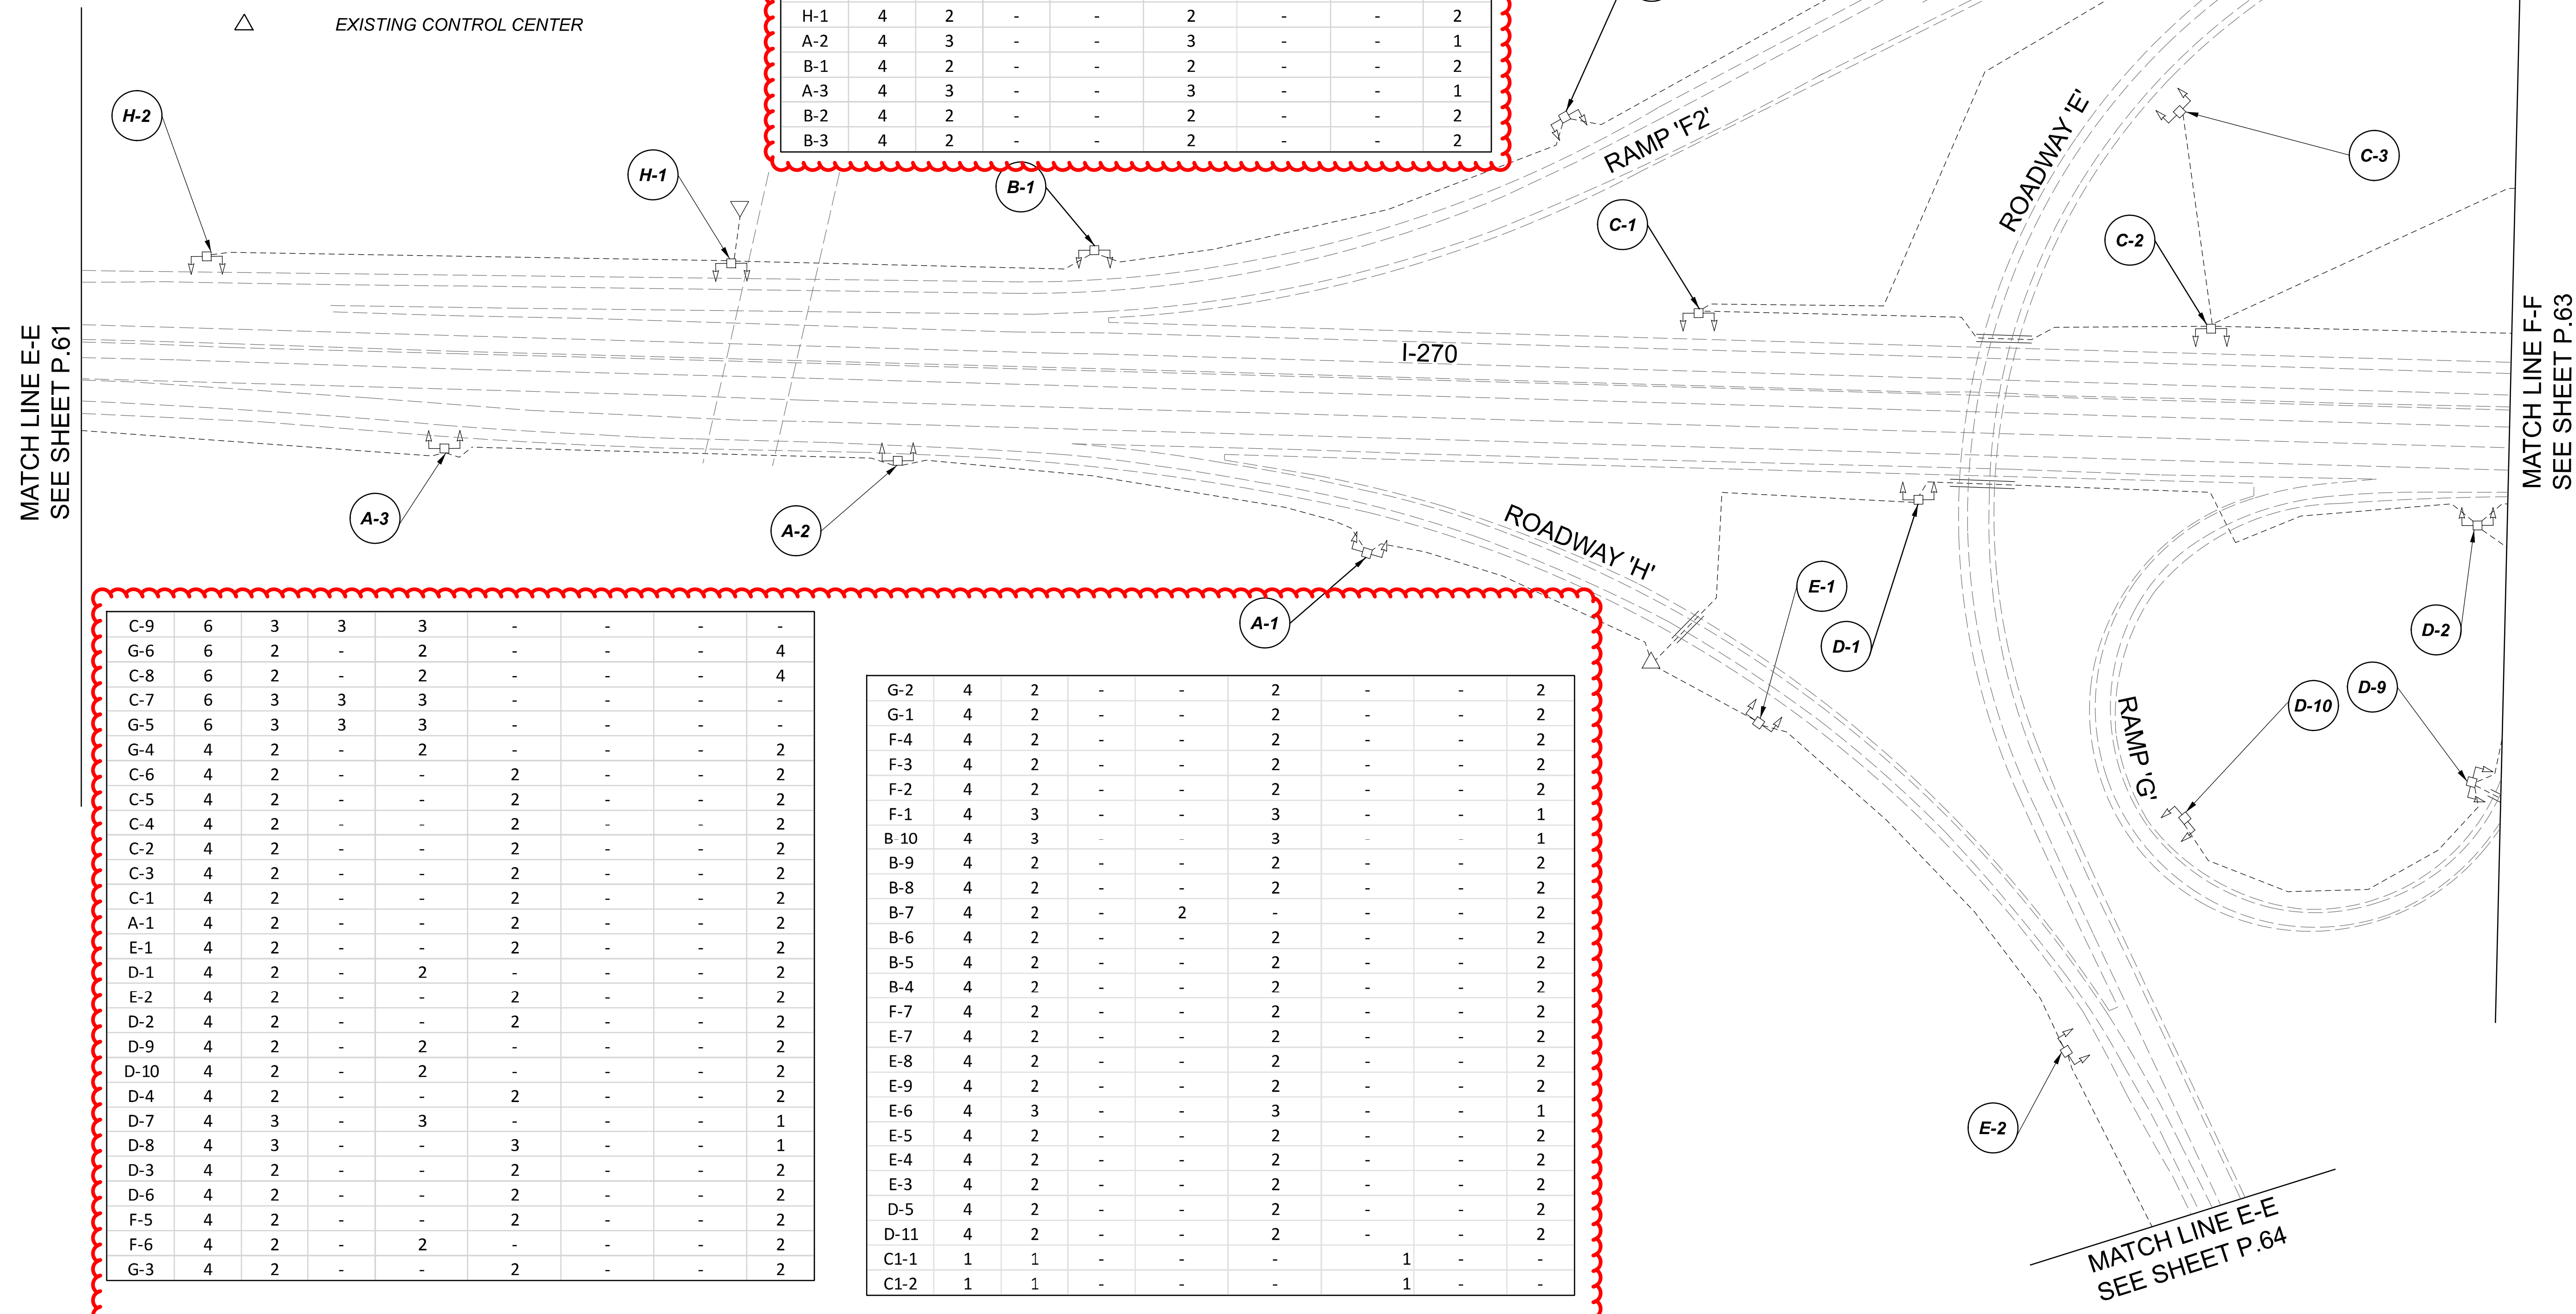 EXISTING CONTROL CENTER
H-1 4 2 - - 2 - - 2
A-2 4 3 - - 3 - - 1
B-1 4 2 - - 2 - - 2
A-3 4 3 - - 3 - - 1
B-2 4 2 - - 2 - - 2
B-3 4 2 - - 2 - - 2
H-2
H-1
B-1
RAMP 'F2'
ROADWAY 'E'
C-3
C-1
C-2
MATCH LINE E-E
SEE SHEET P.61
I-270
MATCH LINE F-F
SEE SHEET P.63
A-3
A-2
ROADWAY 'H'
A-1
E-1
D-1
D-2
D-10
D-9
RAMP 'G'
E-2
MATCH LINE E-E
SEE SHEET P.64
C-9 6 3 3 3 - - - -
G-6 6 2 - 2 - - - 4
C-8 6 2 - 2 - - - 4
C-7 6 3 3 3 - - - -
G-5 6 3 3 3 - - - -
G-4 4 2 - 2 - - - 2
C-6 4 2 - - 2 - - 2
C-5 4 2 - - 2 - - 2
C-4 4 2 - - 2 - - 2
C-2 4 2 - - 2 - - 2
C-3 4 2 - - 2 - - 2
C-1 4 2 - - 2 - - 2
A-1 4 2 - - 2 - - 2
E-1 4 2 - - 2 - - 2
D-1 4 2 - 2 - - - 2
E-2 4 2 - - 2 - - 2
D-2 4 2 - - 2 - - 2
D-9 4 2 - 2 - - - 2
D-10 4 2 - 2 - - - 2
D-4 4 2 - - 2 - - 2
D-7 4 3 - 3 - - - 1
D-8 4 3 - - 3 - - 1
D-3 4 2 - - 2 - - 2
D-6 4 2 - - 2 - - 2
F-5 4 2 - - 2 - - 2
F-6 4 2 - 2 - - - 2
G-3 4 2 - - 2 - - 2
G-2 4 2 - - 2 - - 2
G-1 4 2 - - 2 - - 2
F-4 4 2 - - 2 - - 2
F-3 4 2 - - 2 - - 2
F-2 4 2 - - 2 - - 2
F-1 4 3 - - 3 - - 1
B-10 4 3 - - 3 - - 1
B-9 4 2 - - 2 - - 2
B-8 4 2 - - 2 - - 2
B-7 4 2 - 2 - - - 2
B-6 4 2 - - 2 - - 2
B-5 4 2 - - 2 - - 2
B-4 4 2 - - 2 - - 2
F-7 4 2 - - 2 - - 2
E-7 4 2 - - 2 - - 2
E-8 4 2 - - 2 - - 2
E-9 4 2 - - 2 - - 2
E-6 4 3 - - 3 - - 1
E-5 4 2 - - 2 - - 2
E-4 4 2 - - 2 - - 2
E-3 4 2 - - 2 - - 2
D-5 4 2 - - 2 - - 2
D-11 4 2 - - 2 - - 2
C1-1 1 1 - - - 1 - -
C1-2 1 1 - - - 1 - -